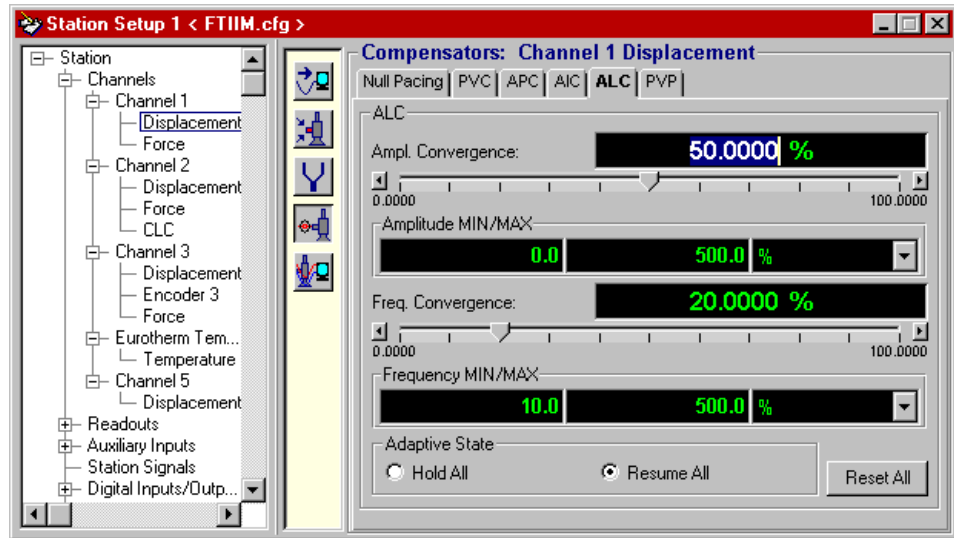 Station Setup 1 < FTIIM.cfg >
Station
Channels
Channel 1
Displacement
Force
Channel 2
Displacement
Force
CLC
Channel 3
Displacement
Encoder 3
Force
Eurotherm Tem...
Temperature
Channel 5
Displacement
Readouts
Auxiliary Inputs
Station Signals
Digital Inputs/Outp...
Compensators: Channel 1 Displacement
Null Pacing PVC APC AIC ALC PVP
ALC
Ampl. Convergence: 50.0000 %
0.0000 100.0000
Amplitude MIN/MAX
0.0 500.0 %
Freq. Convergence: 20.0000 %
0.0000 100.0000
Frequency MIN/MAX
10.0 500.0 %
Adaptive State
Hold All Resume All Reset All